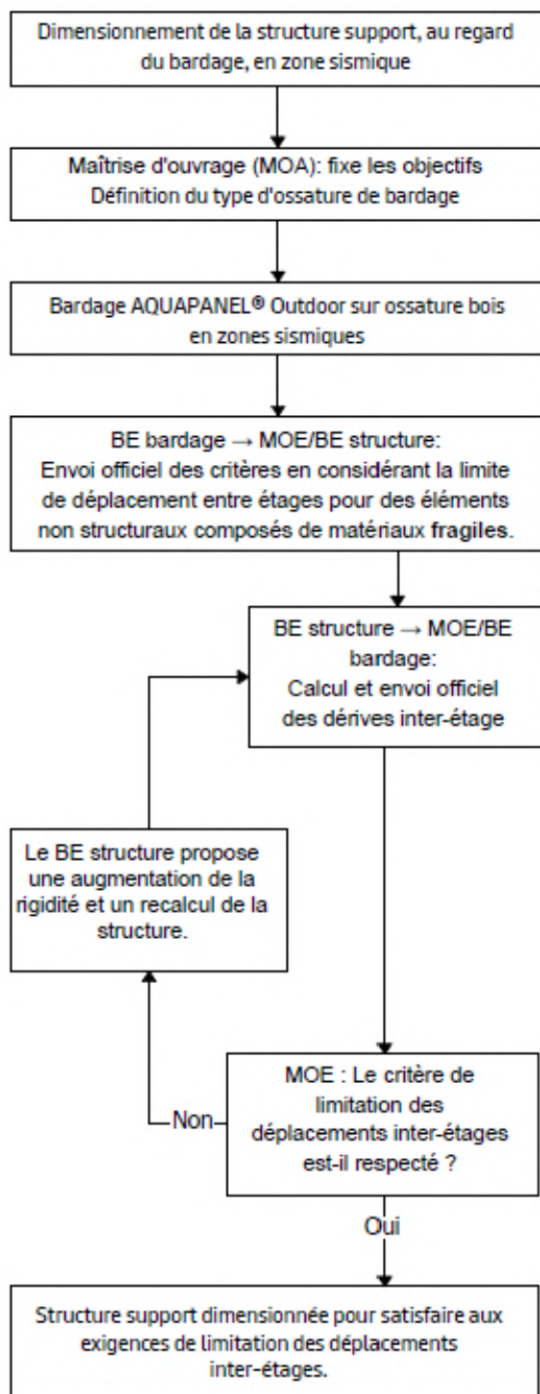 Dimensionnement de la structure support, au regard
du bardage, en zone sismique
Maîtrise d'ouvrage (MOA): fixe les objectifs
Définition du type d'ossature de bardage
Bardage AQUAPANEL® Outdoor sur ossature bois
en zones sismiques
BE bardage → MOE/BE structure:
Envoi officiel des critères en considérant la limite
de déplacement entre étages pour des éléments
non structuraux composés de matériaux fragiles.
BE structure → MOE/BE
bardage:
Calcul et envoi officiel
des dérives inter-étage
Le BE structure propose
une augmentation de la
rigidité et un recalcul de la
structure.
MOE : Le critère de
limitation des
déplacements inter-étages
est-il respecté ?
Non
Oui
Structure support dimensionnée pour satisfaire aux
exigences de limitation des déplacements
inter-étages.